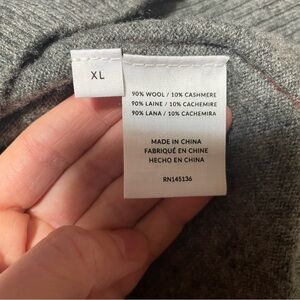 XL
90% WOOL / 10% CASHMERE
90% LAINE / 10% CACHEMIRE
90% LANA / 10% CACHEMIRA
MADE IN CHINA
FABRIQUÉ EN CHINE
HECHO EN CHINA
RN145136